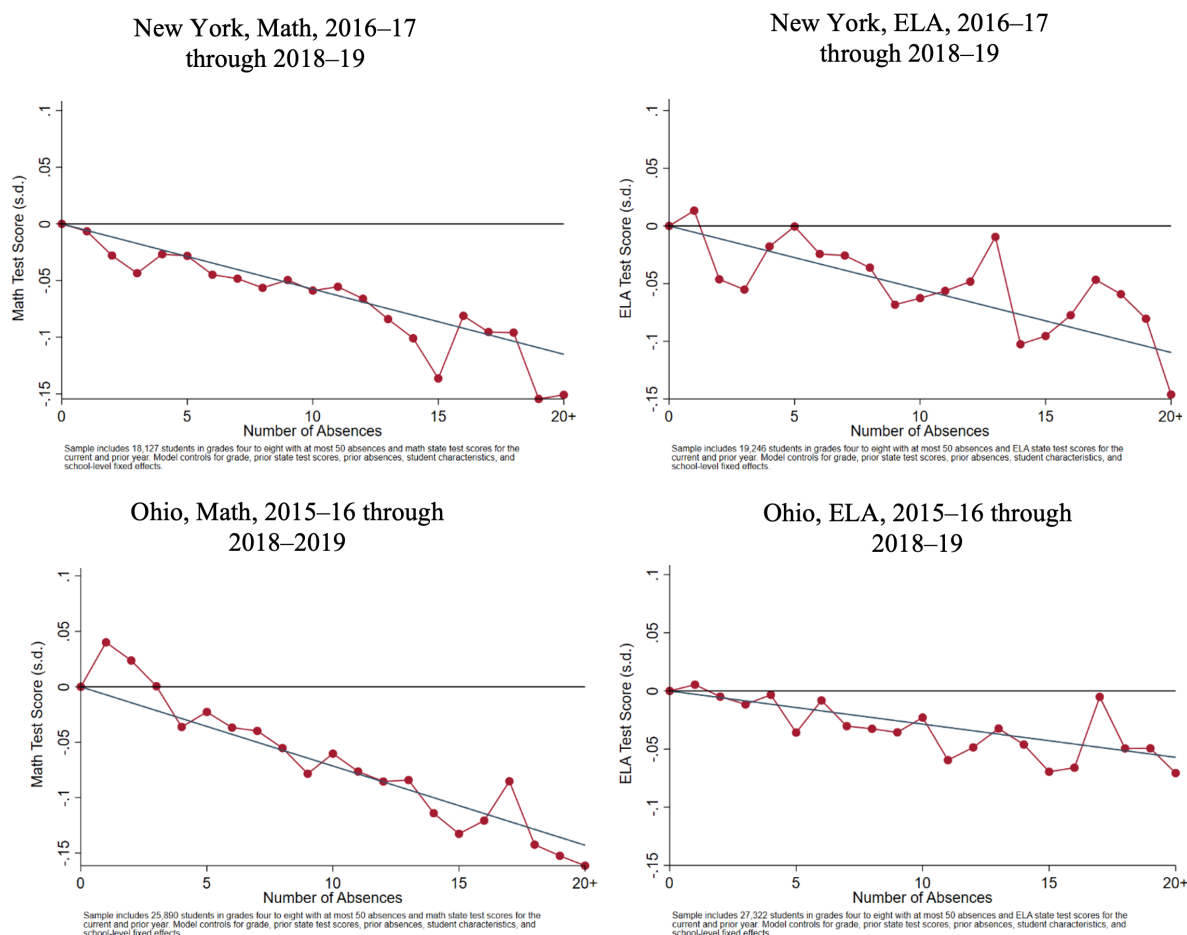 New York, Math, 2016–17
through 2018–19
.1
.05
0
-.05
-.1
-.15
Math Test Score (s.d.)
0 5 10 15 20+
Number of Absences
Sample includes 18,127 students in grades four to eight with at most 50 absences and math state test scores for the
current and prior year. Model controls for grade, prior state test scores, prior absences, student characteristics, and
school-level fixed effects.
New York, ELA, 2016–17
through 2018–19
.1
.05
0
-.05
-.1
-.15
ELA Test Score (s.d.)
0 5 10 15 20+
Number of Absences
Sample includes 19,246 students in grades four to eight with at most 50 absences and ELA state test scores for the
current and prior year. Model controls for grade, prior state test scores, prior absences, student characteristics, and
school-level fixed effects.
Ohio, Math, 2015–16 through
2018–2019
.1
.05
0
-.05
-.1
-.15
Math Test Score (s.d.)
0 5 10 15 20+
Number of Absences
Sample includes 25,890 students in grades four to eight with at most 50 absences and math state test scores for the
current and prior year. Model controls for grade, prior state test scores, prior absences, student characteristics, and
school-level fixed effects.
Ohio, ELA, 2015–16 through
2018–19
.1
.05
0
-.05
-.1
-.15
ELA Test Score (s.d.)
0 5 10 15 20+
Number of Absences
Sample includes 27,322 students in grades four to eight with at most 50 absences and ELA state test scores for the
current and prior year. Model controls for grade, prior state test scores, prior absences, student characteristics, and
school-level fixed effects.